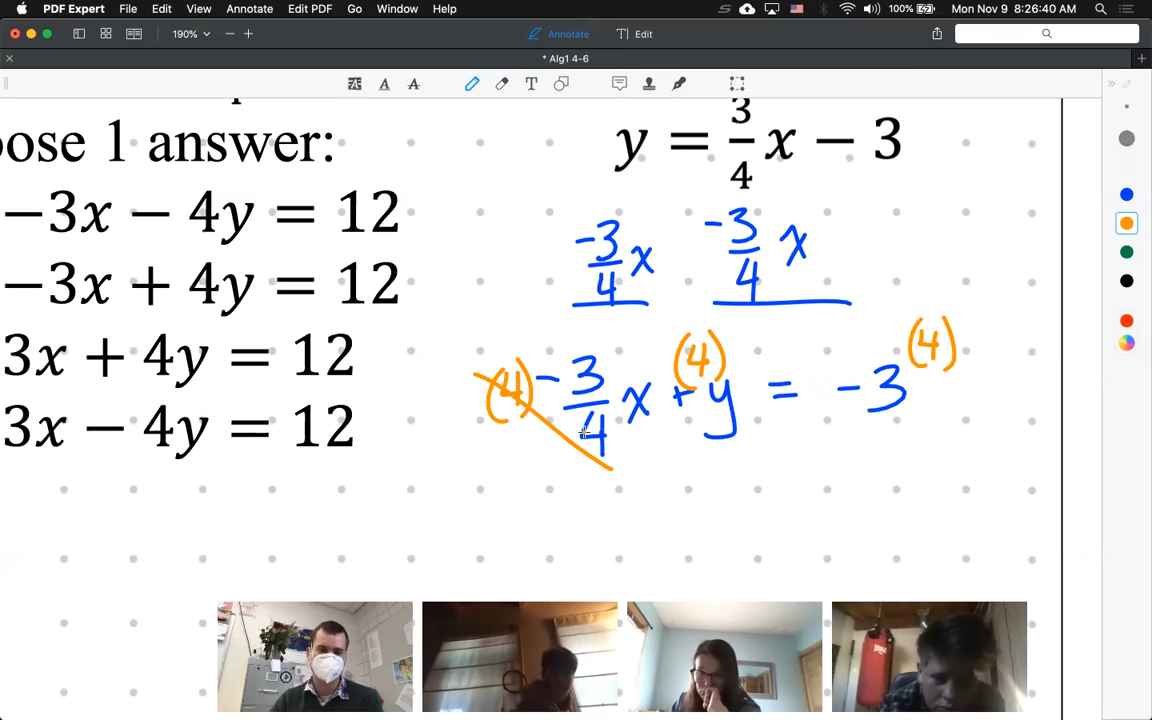 PDF Expert File Edit View Annotate Edit PDF Go Window Help 100% Mon Nov 9 8:26:40 AM
190% Annotate Edit
* Alg1 4-6
A A T
ose 1 answer:
−3x − 4y = 12
−3x + 4y = 12
3x + 4y = 12
3x − 4y = 12
y = 3/4 x − 3
-3/4 x -3/4 x
(4) -3/4 x + (4) y = -3 (4)